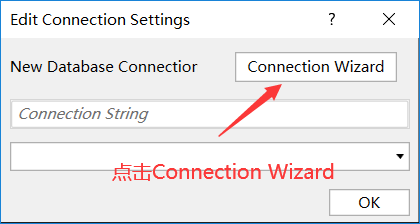 Edit Connection Settings ? ×
New Database Connectior
Connection Wizard
Connection String
点击Connection Wizard
OK